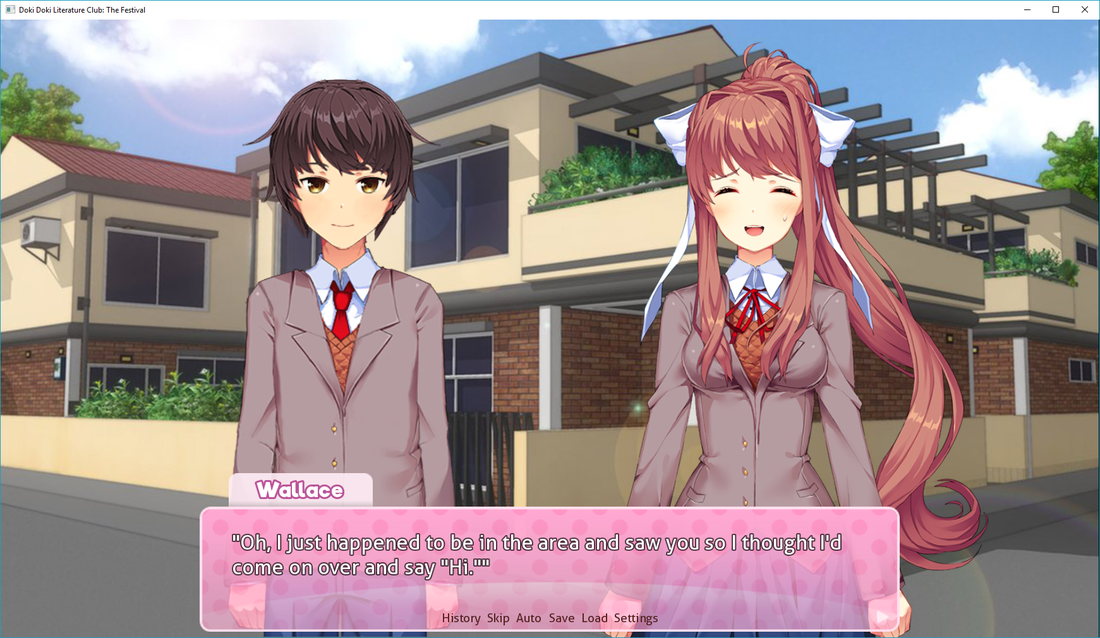 Doki Doki Literature Club: The Festival
Wallace
"Oh, I just happened to be in the area and saw you so I thought I'd
come on over and say "Hi.""
History Skip Auto Save Load Settings